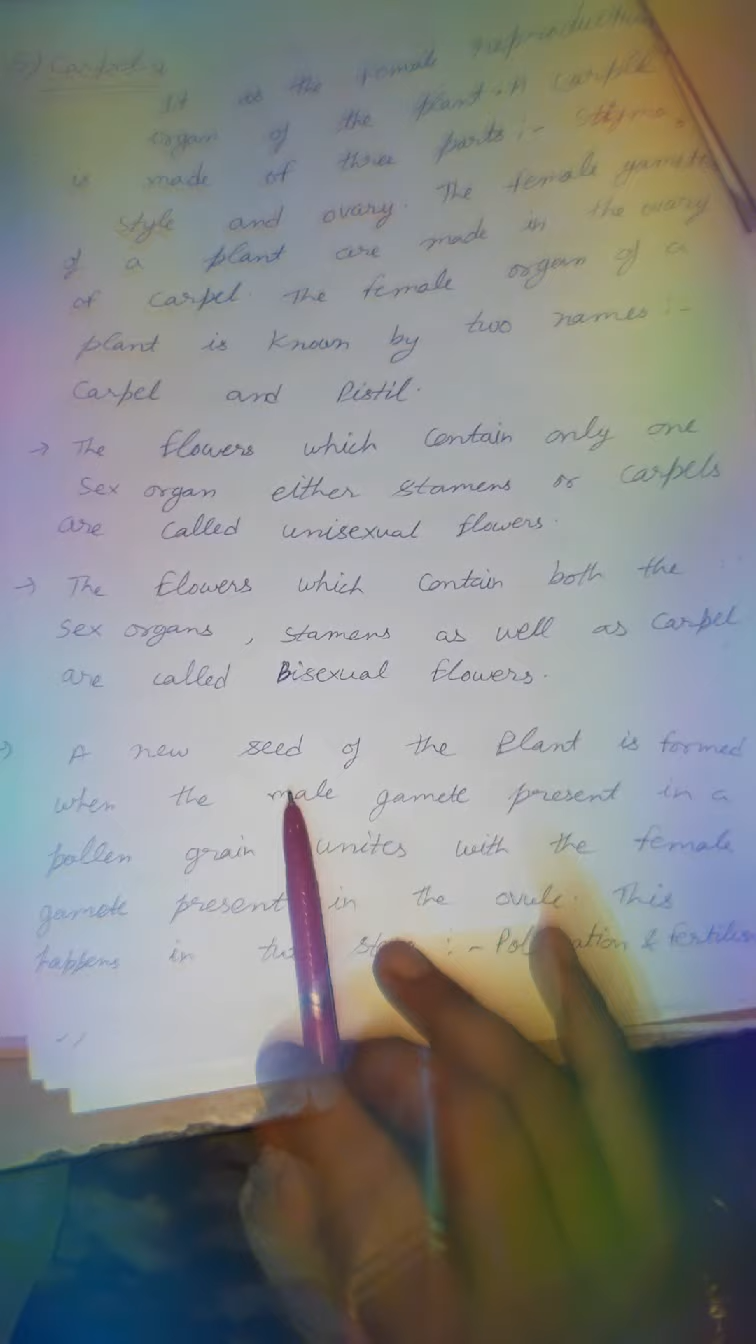 5) Carpel :-
It is the female reproductive
organ of the plant. A carpel
is made of three parts :- Stigma,
Style and ovary. The female gametes
of a plant are made in the ovary
of carpel. The female organ of a
plant is known by two names :-
Carpel and Pistil.
→ The flowers which contain only one
Sex organ either stamens or carpels
are called unisexual flowers.
→ The flowers which contain both the
Sex organs, stamens as well as carpel
are called Bisexual flowers.
→ A new seed of the Plant is formed
when the male gamete present in a
pollen grain unites with the female
gamete present in the ovule. This
happens in :- &